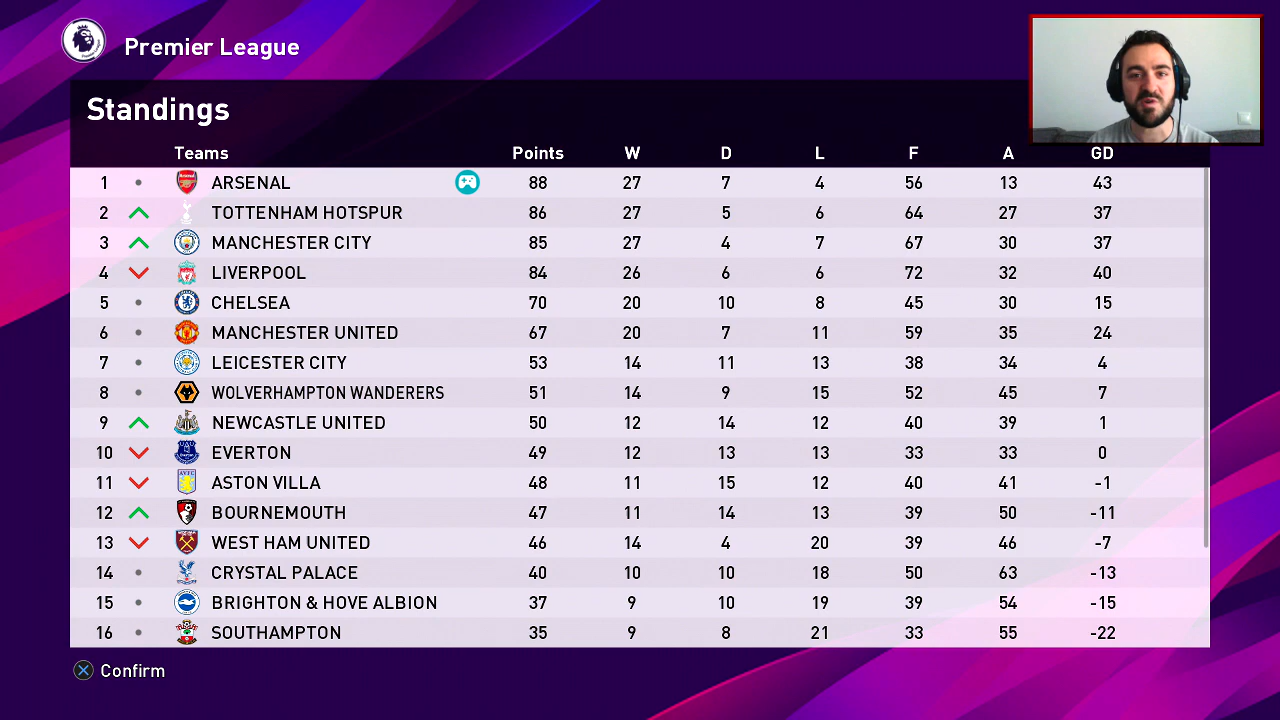 Premier League
Standings
Teams Points W D L F A GD
1 ARSENAL 88 27 7 4 56 13 43
2 TOTTENHAM HOTSPUR 86 27 5 6 64 27 37
3 MANCHESTER CITY 85 27 4 7 67 30 37
4 LIVERPOOL 84 26 6 6 72 32 40
5 CHELSEA 70 20 10 8 45 30 15
6 MANCHESTER UNITED 67 20 7 11 59 35 24
7 LEICESTER CITY 53 14 11 13 38 34 4
8 WOLVERHAMPTON WANDERERS 51 14 9 15 52 45 7
9 NEWCASTLE UNITED 50 12 14 12 40 39 1
10 EVERTON 49 12 13 13 33 33 0
11 ASTON VILLA 48 11 15 12 40 41 -1
12 BOURNEMOUTH 47 11 14 13 39 50 -11
13 WEST HAM UNITED 46 14 4 20 39 46 -7
14 CRYSTAL PALACE 40 10 10 18 50 63 -13
15 BRIGHTON & HOVE ALBION 37 9 10 19 39 54 -15
16 SOUTHAMPTON 35 9 8 21 33 55 -22
Confirm